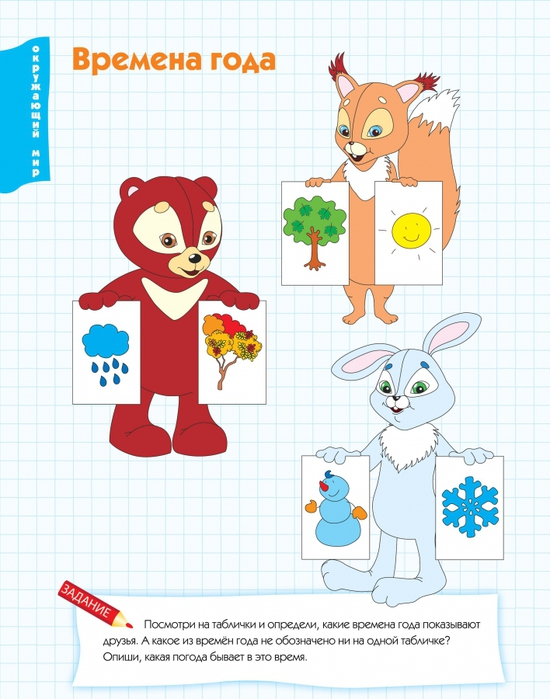 окружающий мир
Времена года
ЗАДАНИЕ
Посмотри на таблички и определи, какие времена года показывают
друзья. А какое из времён года не обозначено ни на одной табличке?
Опиши, какая погода бывает в это время.